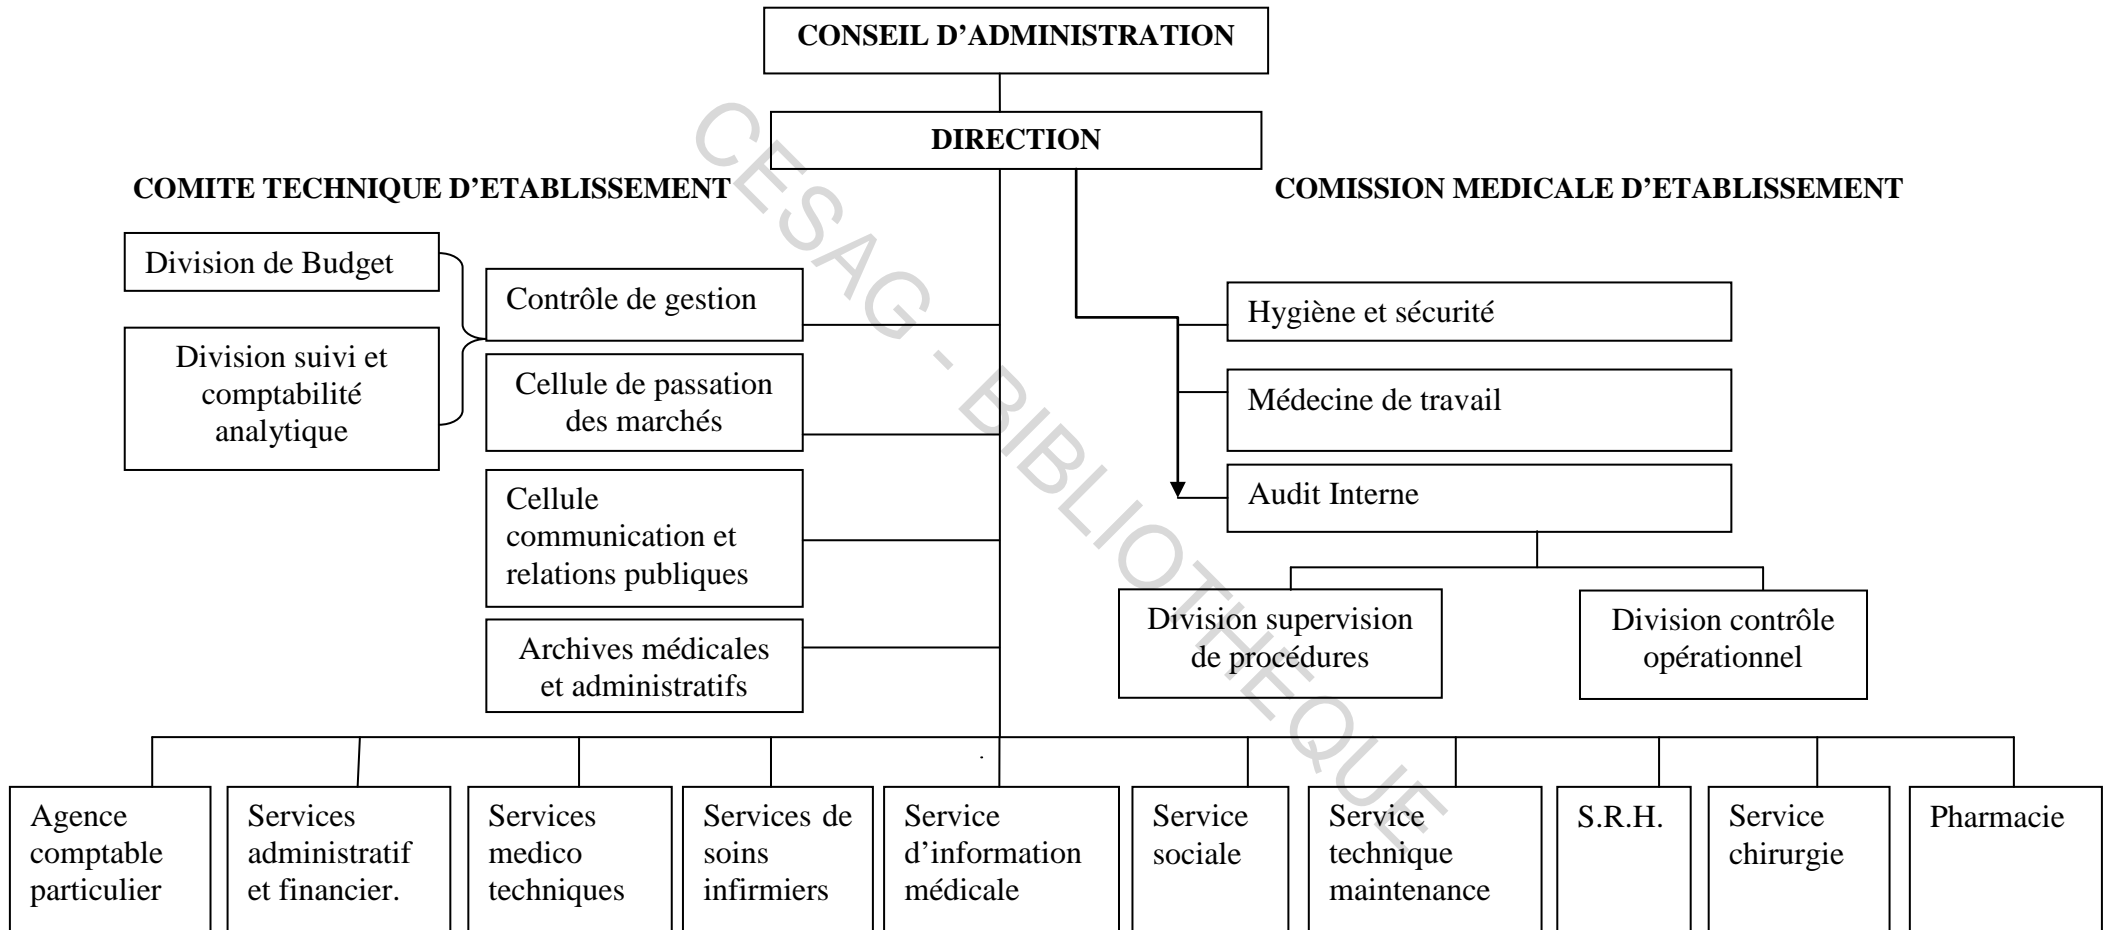 CONSEIL D’ADMINISTRATION
DIRECTION
COMITE TECHNIQUE D’ETABLISSEMENT
COMISSION MEDICALE D’ETABLISSEMENT
Division de Budget
Division suivi et
comptabilité
analytique
Contrôle de gestion
Cellule de passation
des marchés
Cellule
communication et
relations publiques
Archives médicales
et administratifs
Hygiène et sécurité
Médecine de travail
Audit Interne
Division supervision
de procédures
Division contrôle
opérationnel
Agence
comptable
particulier
Services
administratif
et financier.
Services
medico
techniques
Services de
soins
infirmiers
Service
d’information
médicale
Service
sociale
Service
technique
maintenance
S.R.H.
Service
chirurgie
Pharmacie
CESAG - BIBLIOTHEQUE